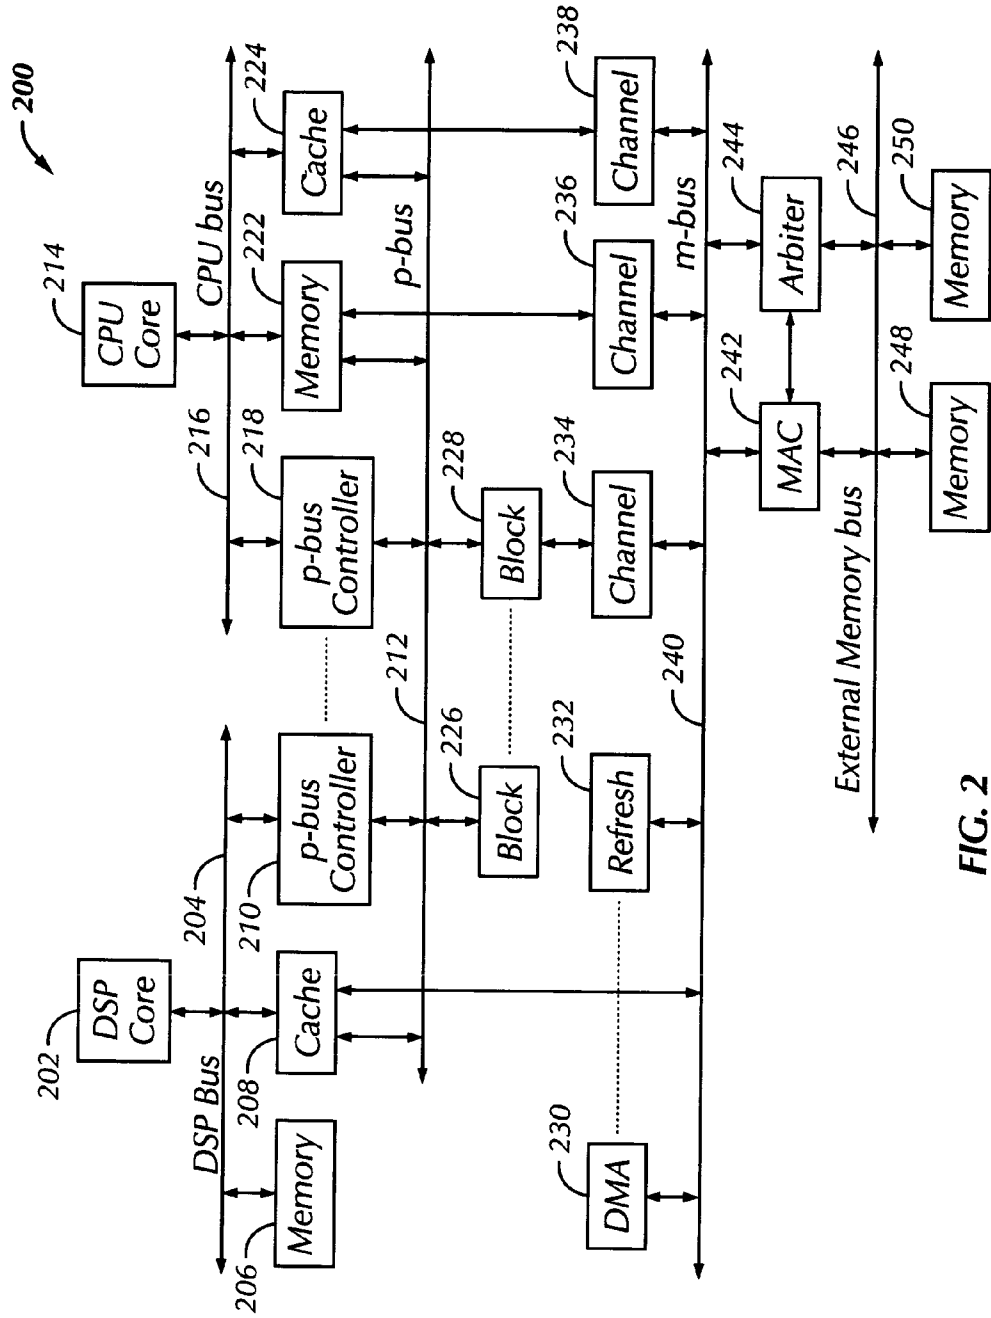 200
214
CPU
Core
CPU bus
216
218
222
224
p-bus
Controller
Memory
Cache
p-bus
202
DSP
Core
DSP Bus
204
206
208
210
Memory
Cache
p-bus
Controller
212
226
228
Block
Block
230
232
234
236
238
DMA
Refresh
Channel
Channel
Channel
m-bus
240
242
244
MAC
Arbiter
External Memory bus
246
248
250
Memory
Memory
FIG. 2